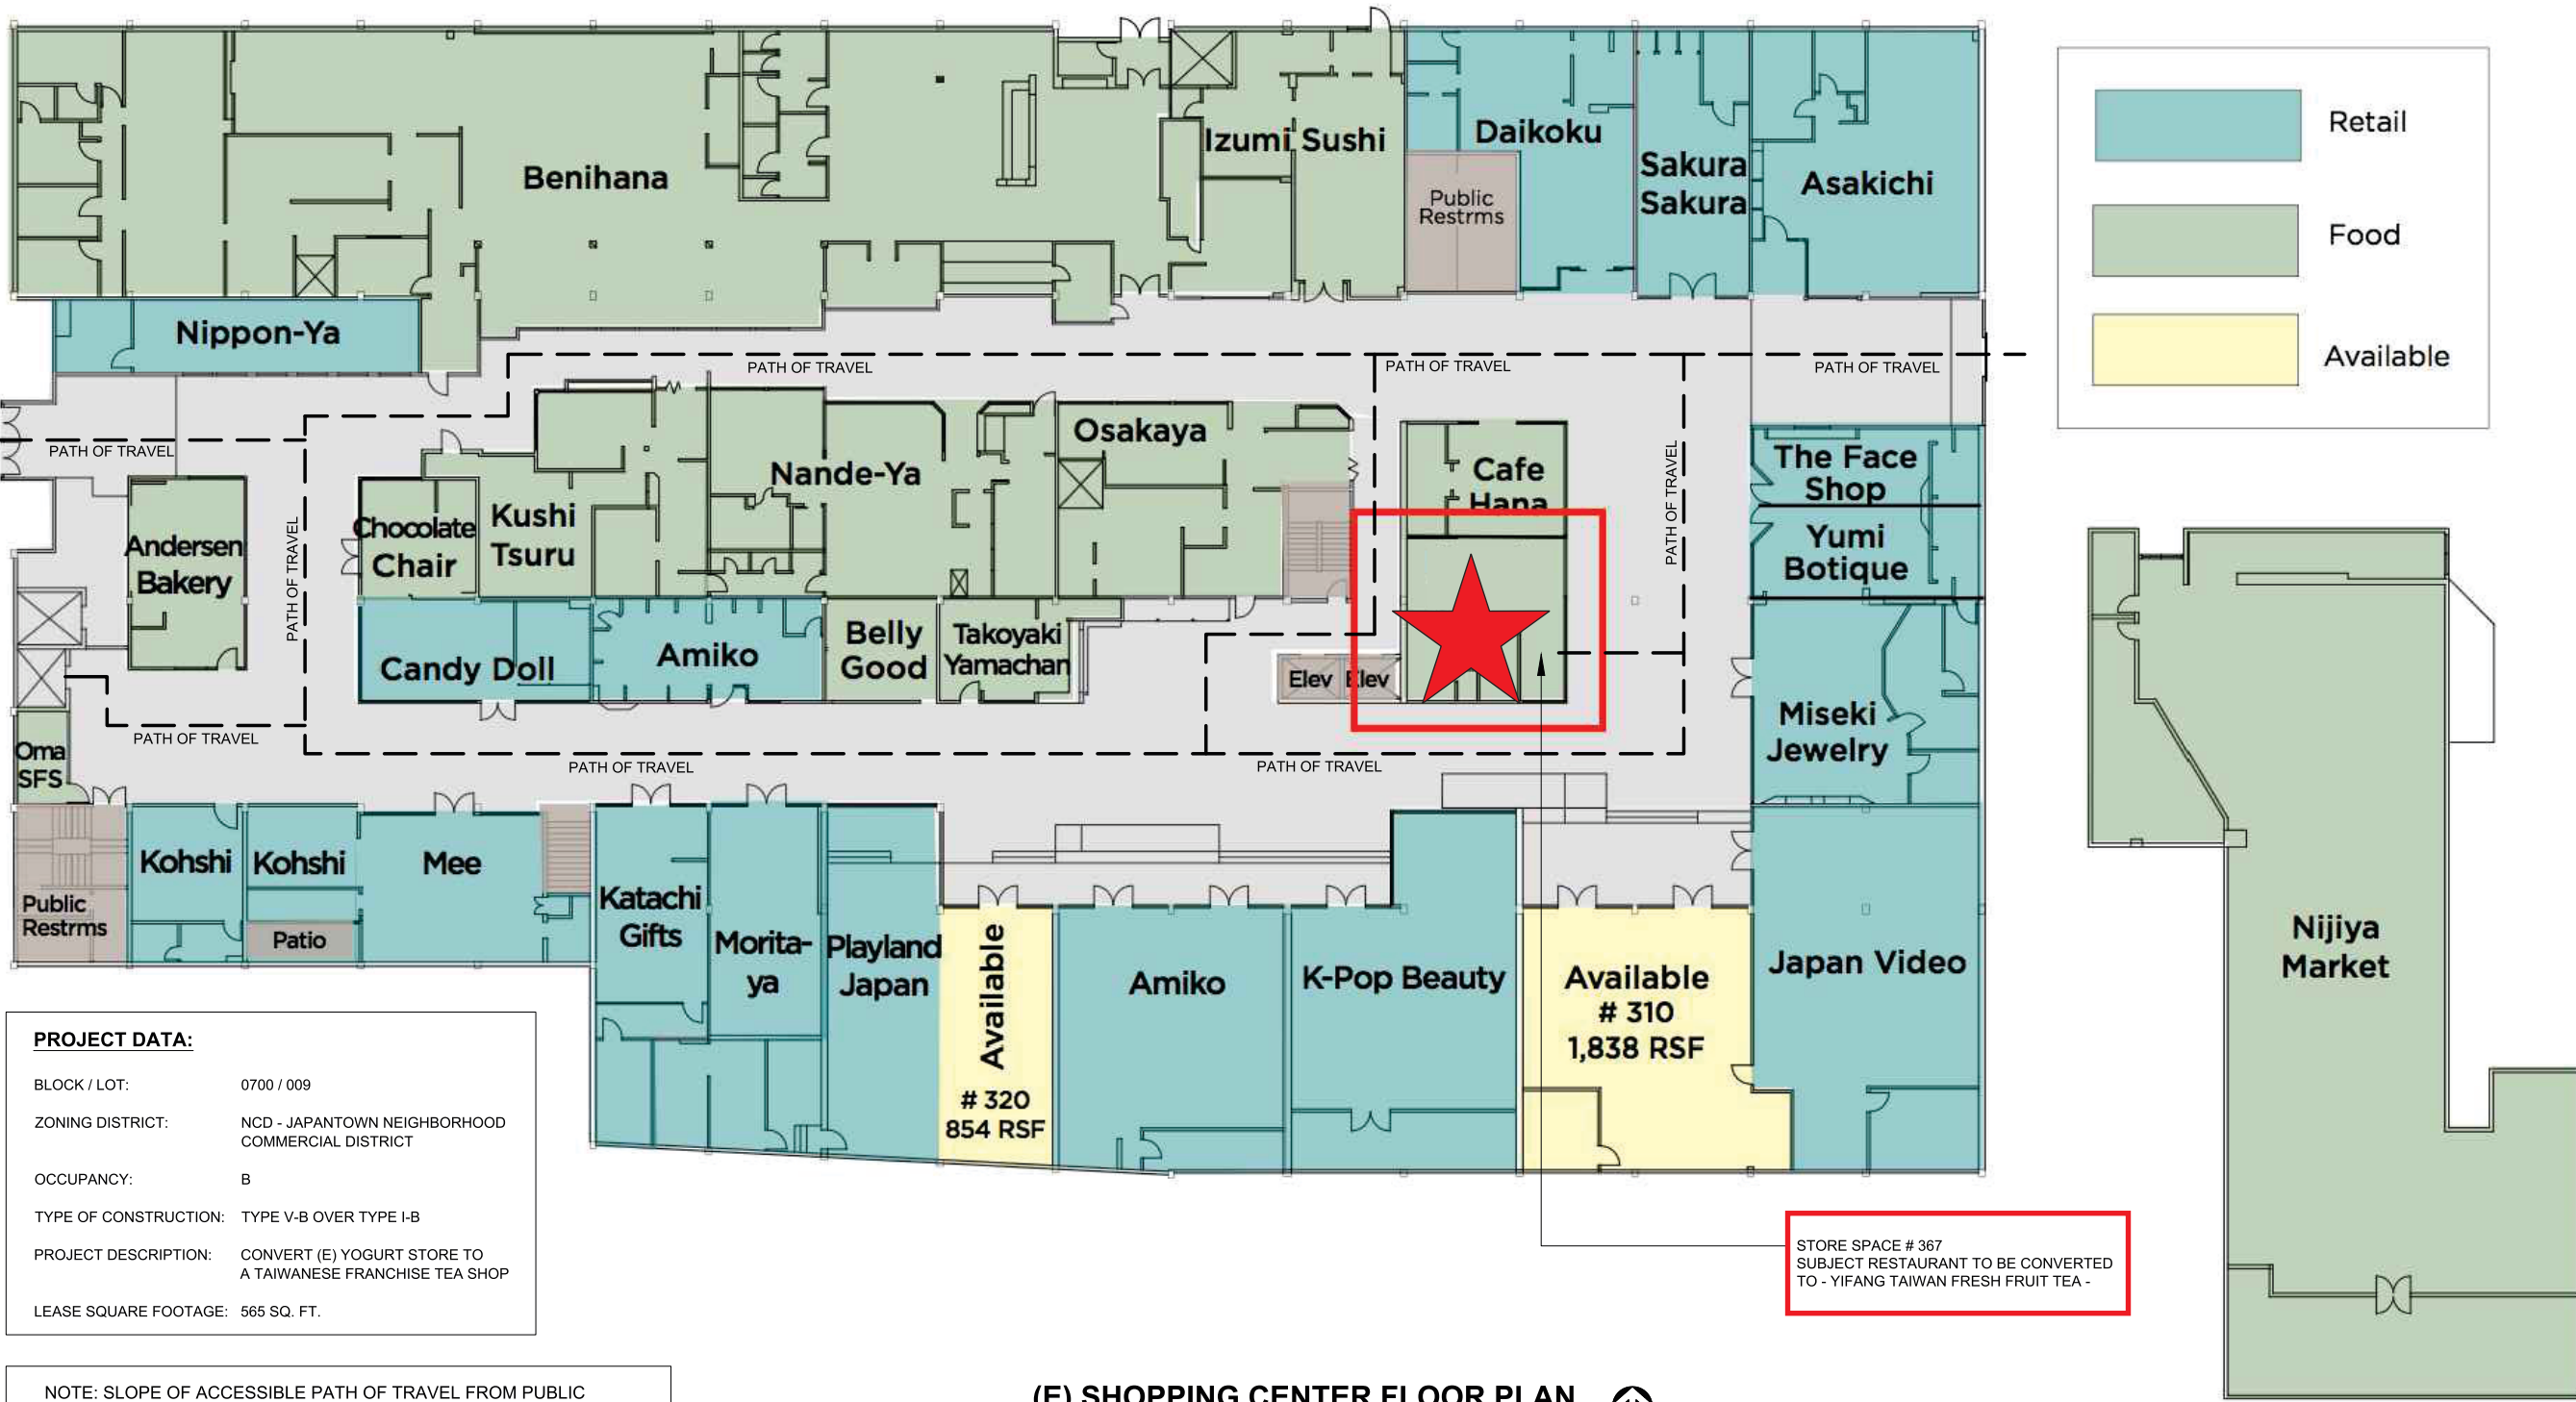 Benihana
Izumi Sushi
Daikoku
Public
Restrms
Sakura
Sakura
Asakichi
Retail
Food
Available
Nippon-Ya
PATH OF TRAVEL
PATH OF TRAVEL
PATH OF TRAVEL
PATH OF TRAVEL
PATH OF TRAVEL
PATH OF TRAVEL
Andersen
Bakery
Chocolate
Chair
Kushi
Tsuru
Nande-Ya
Osakaya
Cafe
Hana
The Face
Shop
Yumi
Botique
Candy Doll
Amiko
Belly
Good
Takoyaki
Yamachan
Elev
Elev
Miseki
Jewelry
Oma
SFS
PATH OF TRAVEL
PATH OF TRAVEL
PATH OF TRAVEL
Public
Restrms
Kohshi
Kohshi
Patio
Mee
Katachi
Gifts
Morita-
ya
Playland
Japan
Available
# 320
854 RSF
Amiko
K-Pop Beauty
Available
# 310
1,838 RSF
Japan Video
Nijiya
Market
PROJECT DATA:
BLOCK / LOT: 0700 / 009
ZONING DISTRICT: NCD - JAPANTOWN NEIGHBORHOOD
COMMERCIAL DISTRICT
OCCUPANCY: B
TYPE OF CONSTRUCTION: TYPE V-B OVER TYPE I-B
PROJECT DESCRIPTION: CONVERT (E) YOGURT STORE TO
A TAIWANESE FRANCHISE TEA SHOP
LEASE SQUARE FOOTAGE: 565 SQ. FT.
STORE SPACE # 367
SUBJECT RESTAURANT TO BE CONVERTED
TO - YIFANG TAIWAN FRESH FRUIT TEA -
NOTE: SLOPE OF ACCESSIBLE PATH OF TRAVEL FROM PUBLIC
(E) SHOPPING CENTER FLOOR PLAN